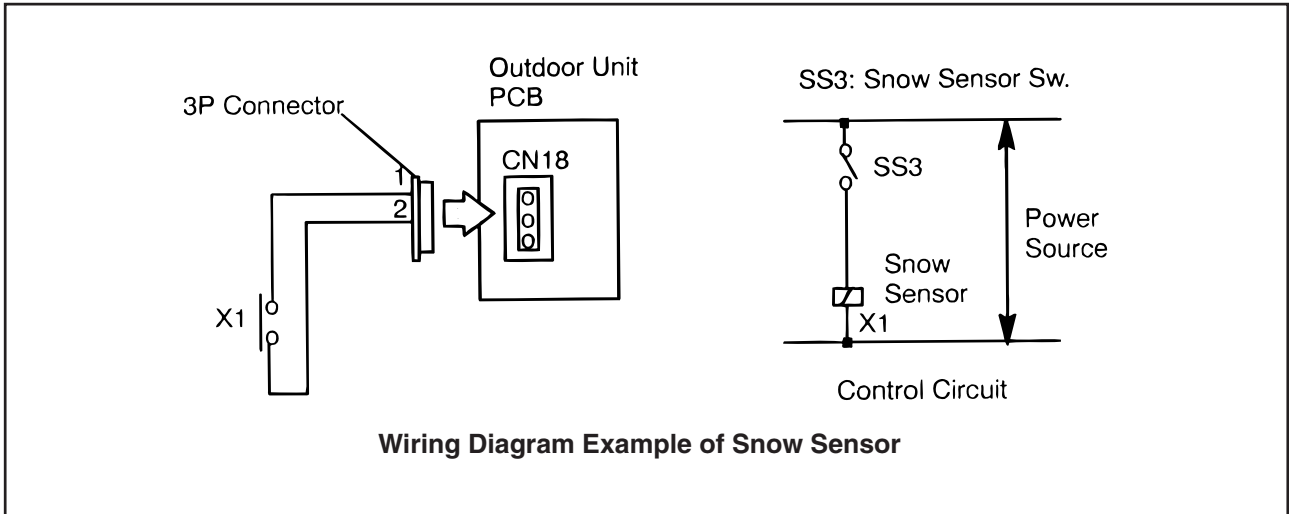 3P Connector
1
2
X1
Outdoor Unit
PCB
CN18
SS3: Snow Sensor Sw.
SS3
Snow
Sensor
X1
Power
Source
Control Circuit
Wiring Diagram Example of Snow Sensor